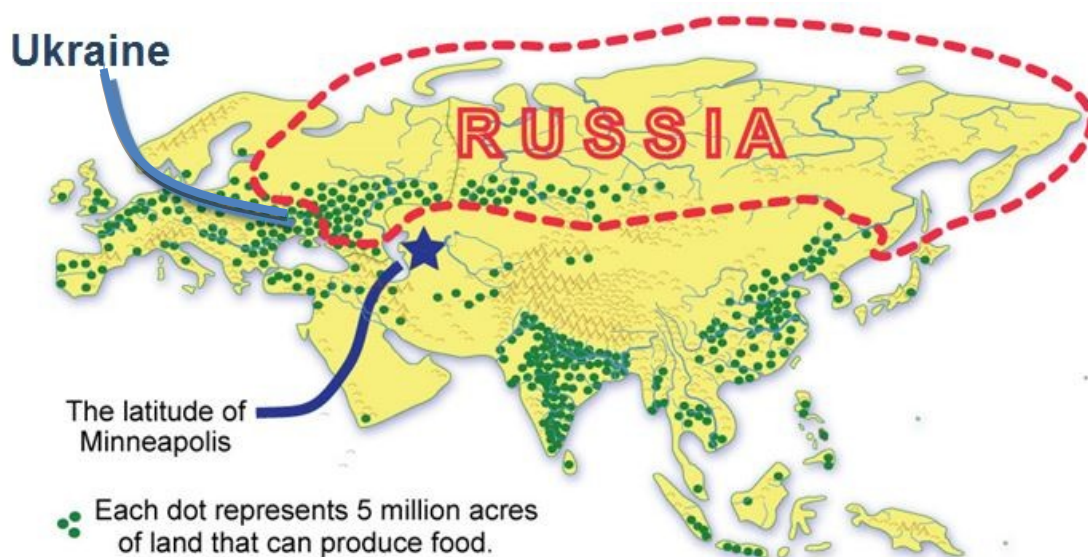 Ukraine
RUSSIA
The latitude of
Minneapolis
Each dot represents 5 million acres
of land that can produce food.